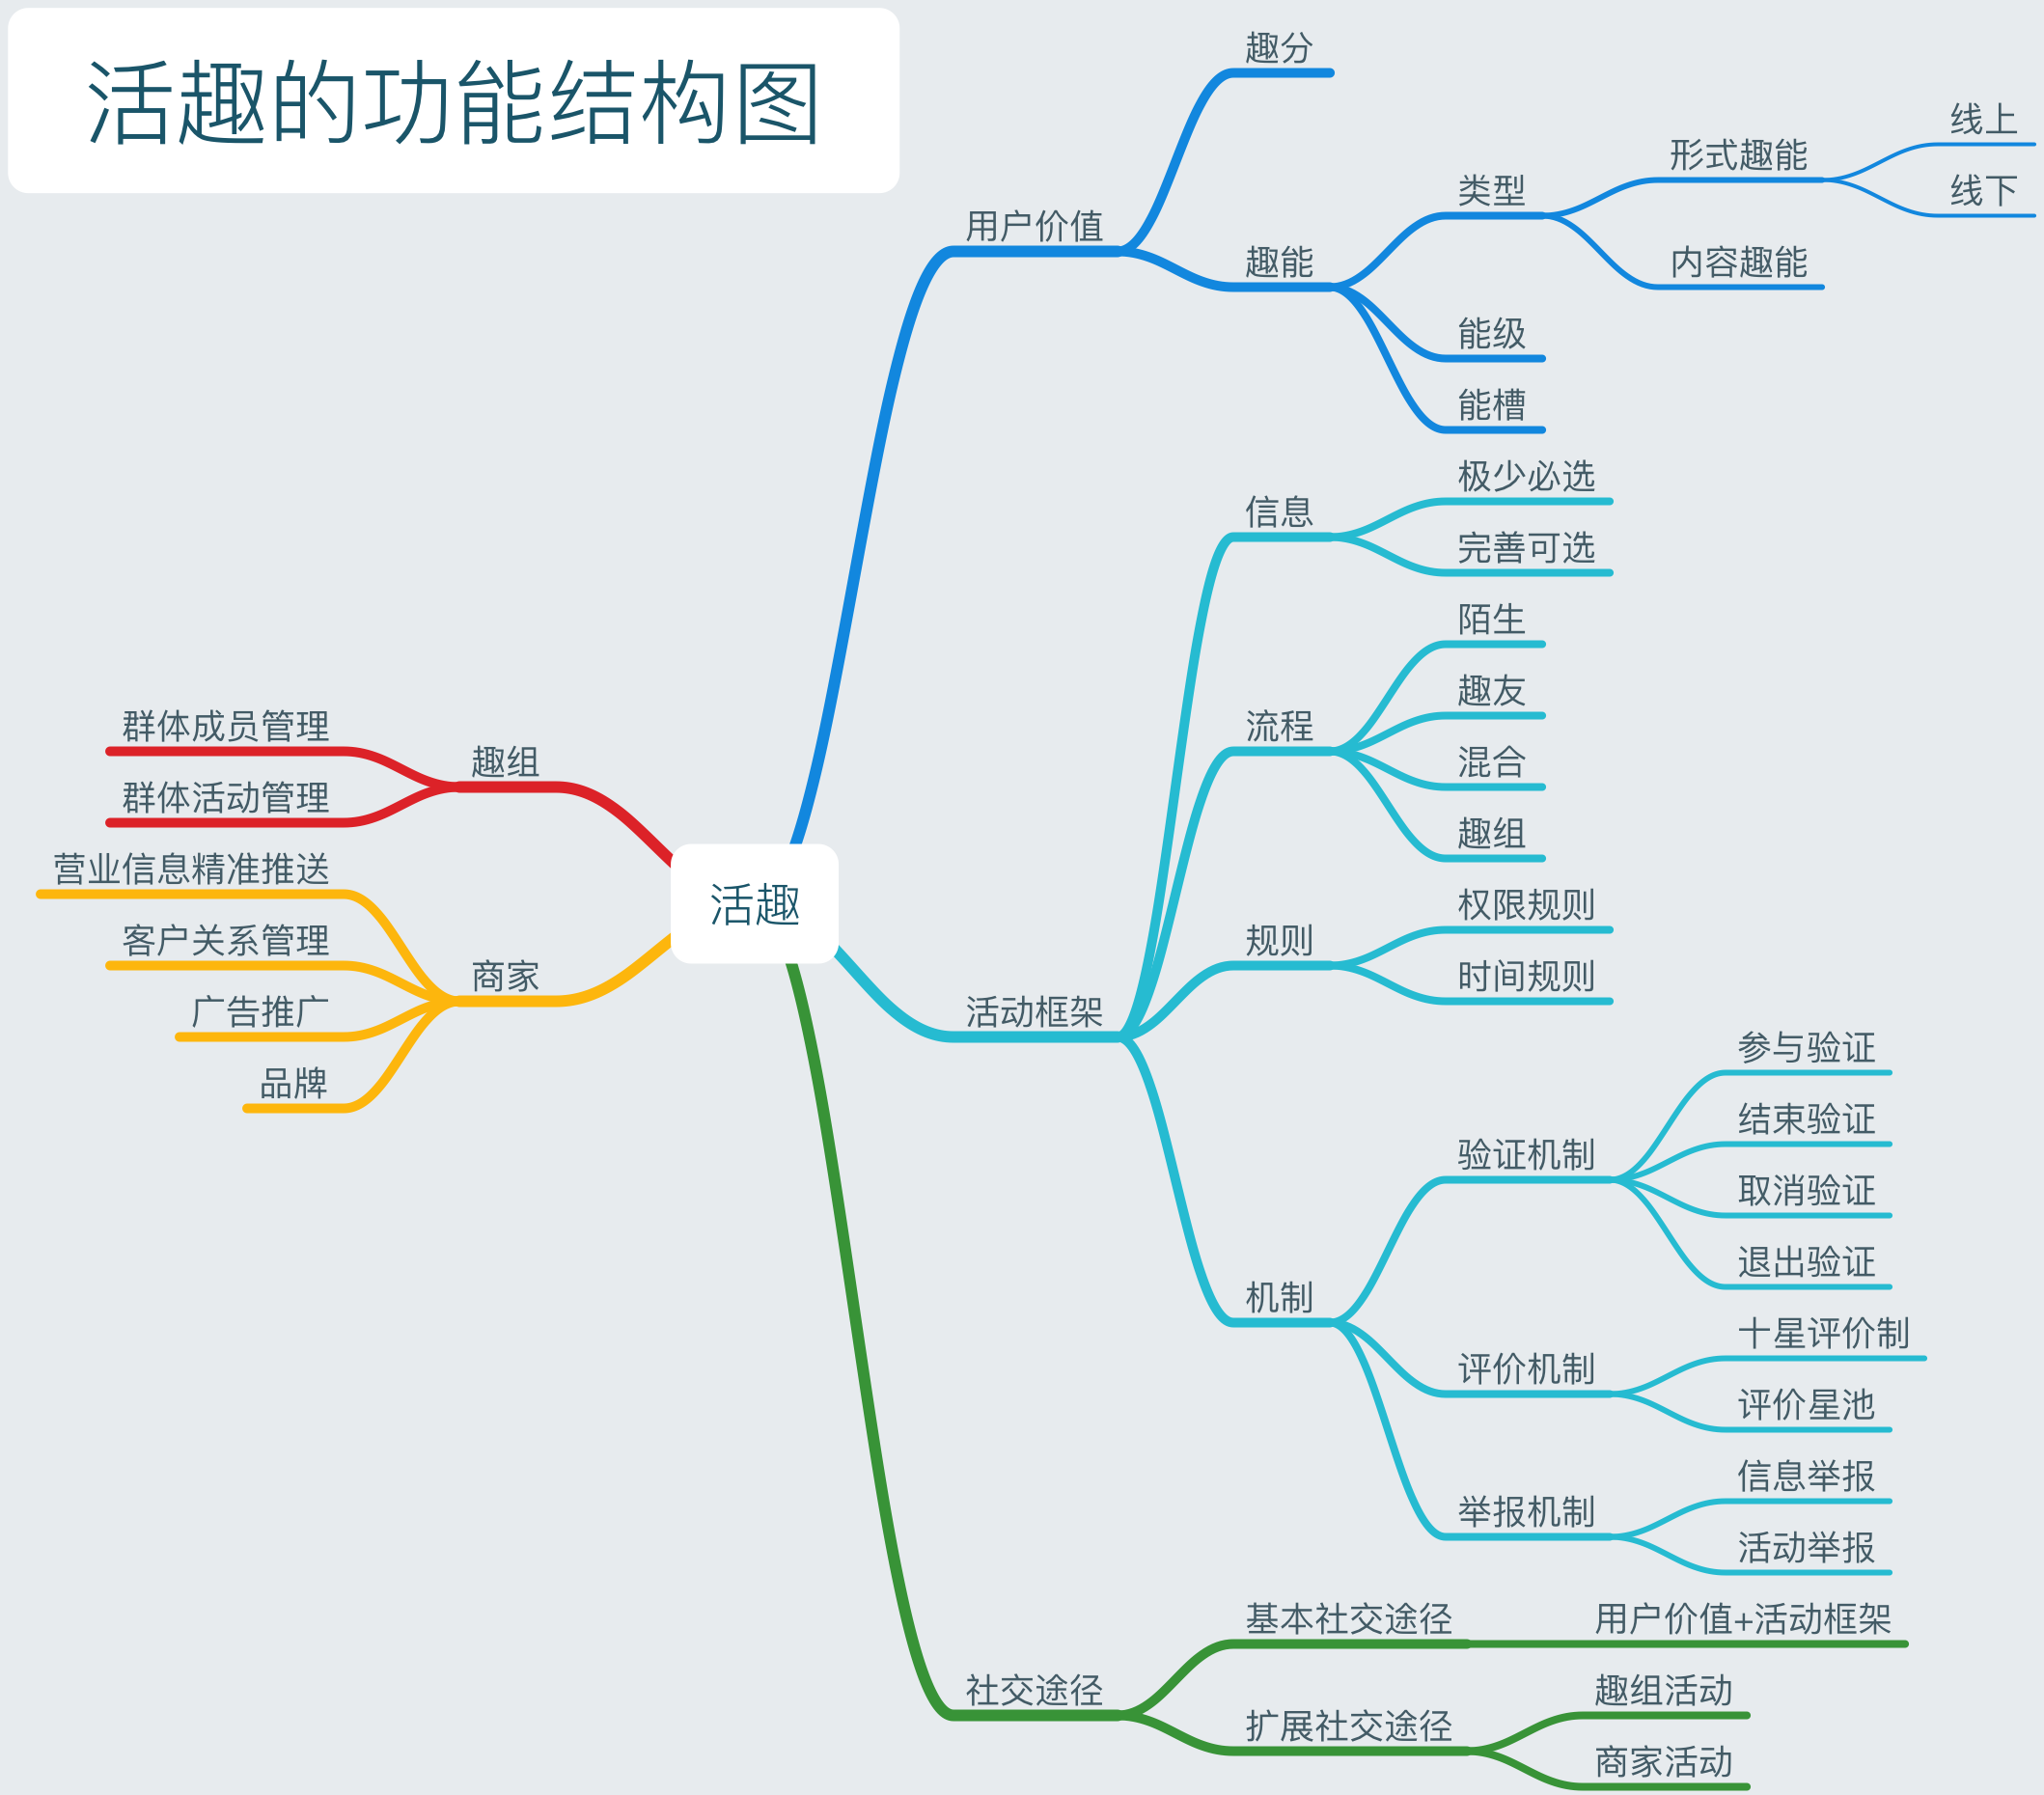 活趣的功能结构图
活趣
用户价值
趣分
趣能
类型
形式趣能
线上
线下
内容趣能
能级
能槽
活动框架
信息
极少必选
完善可选
流程
陌生
趣友
混合
趣组
规则
权限规则
时间规则
机制
验证机制
参与验证
结束验证
取消验证
退出验证
评价机制
十星评价制
评价星池
举报机制
信息举报
活动举报
社交途径
基本社交途径
用户价值+活动框架
扩展社交途径
趣组活动
商家活动
趣组
群体成员管理
群体活动管理
商家
营业信息精准推送
客户关系管理
广告推广
品牌